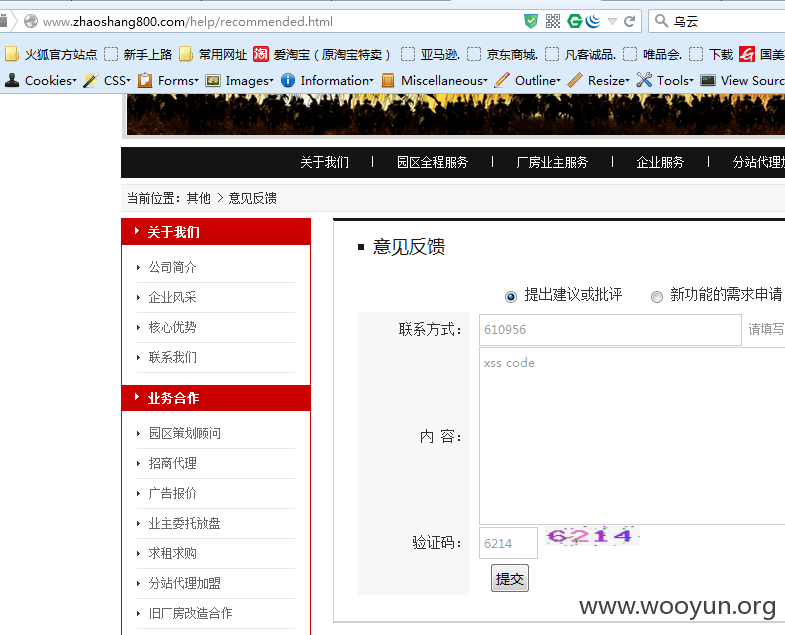 www.zhaoshang800.com/help/recommended.html 乌云
火狐官方站点 新手上路 常用网址 淘 爱淘宝（原淘宝特卖） 亚马逊. 京东商城. 凡客诚品. 唯品会. 下载 国美
Cookies CSS Forms Images Information Miscellaneous Outline Resize Tools View Sourc
关于我们 | 园区全程服务 | 厂房业主服务 | 企业服务 | 分站代理加
当前位置：其他 > 意见反馈
关于我们
公司简介
企业风采
核心优势
联系我们
业务合作
园区策划顾问
招商代理
广告报价
业主委托放盘
求租求购
分站代理加盟
旧厂房改造合作
意见反馈
提出建议或批评 新功能的需求申请
联系方式： 610956 请填写
内 容： xss code
验证码： 6214 6214
提交
www.wooyun.org